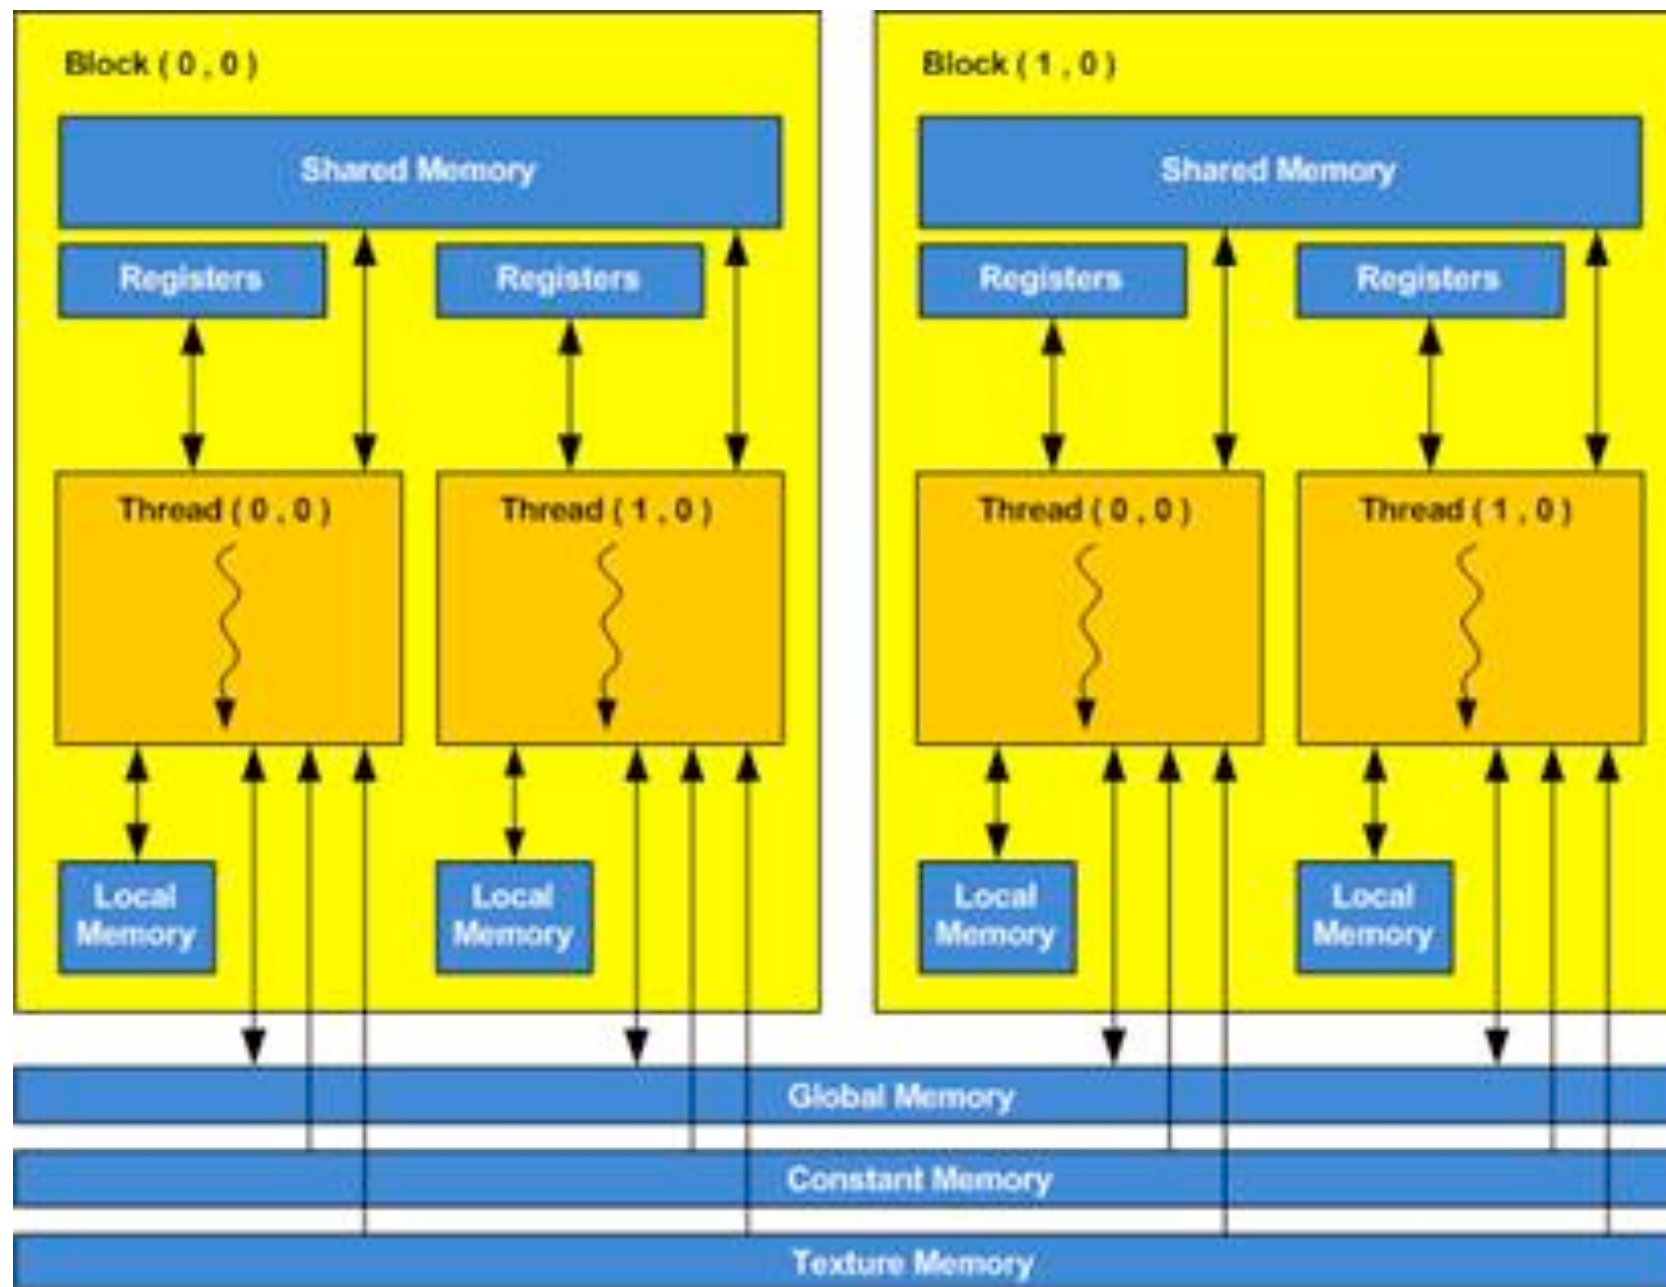 Block ( 0 , 0 )
Shared Memory
Registers
Registers
Thread ( 0 , 0 )
Thread ( 1 , 0 )
Local
Memory
Local
Memory
Block ( 1 , 0 )
Shared Memory
Registers
Registers
Thread ( 0 , 0 )
Thread ( 1 , 0 )
Local
Memory
Local
Memory
Global Memory
Constant Memory
Texture Memory